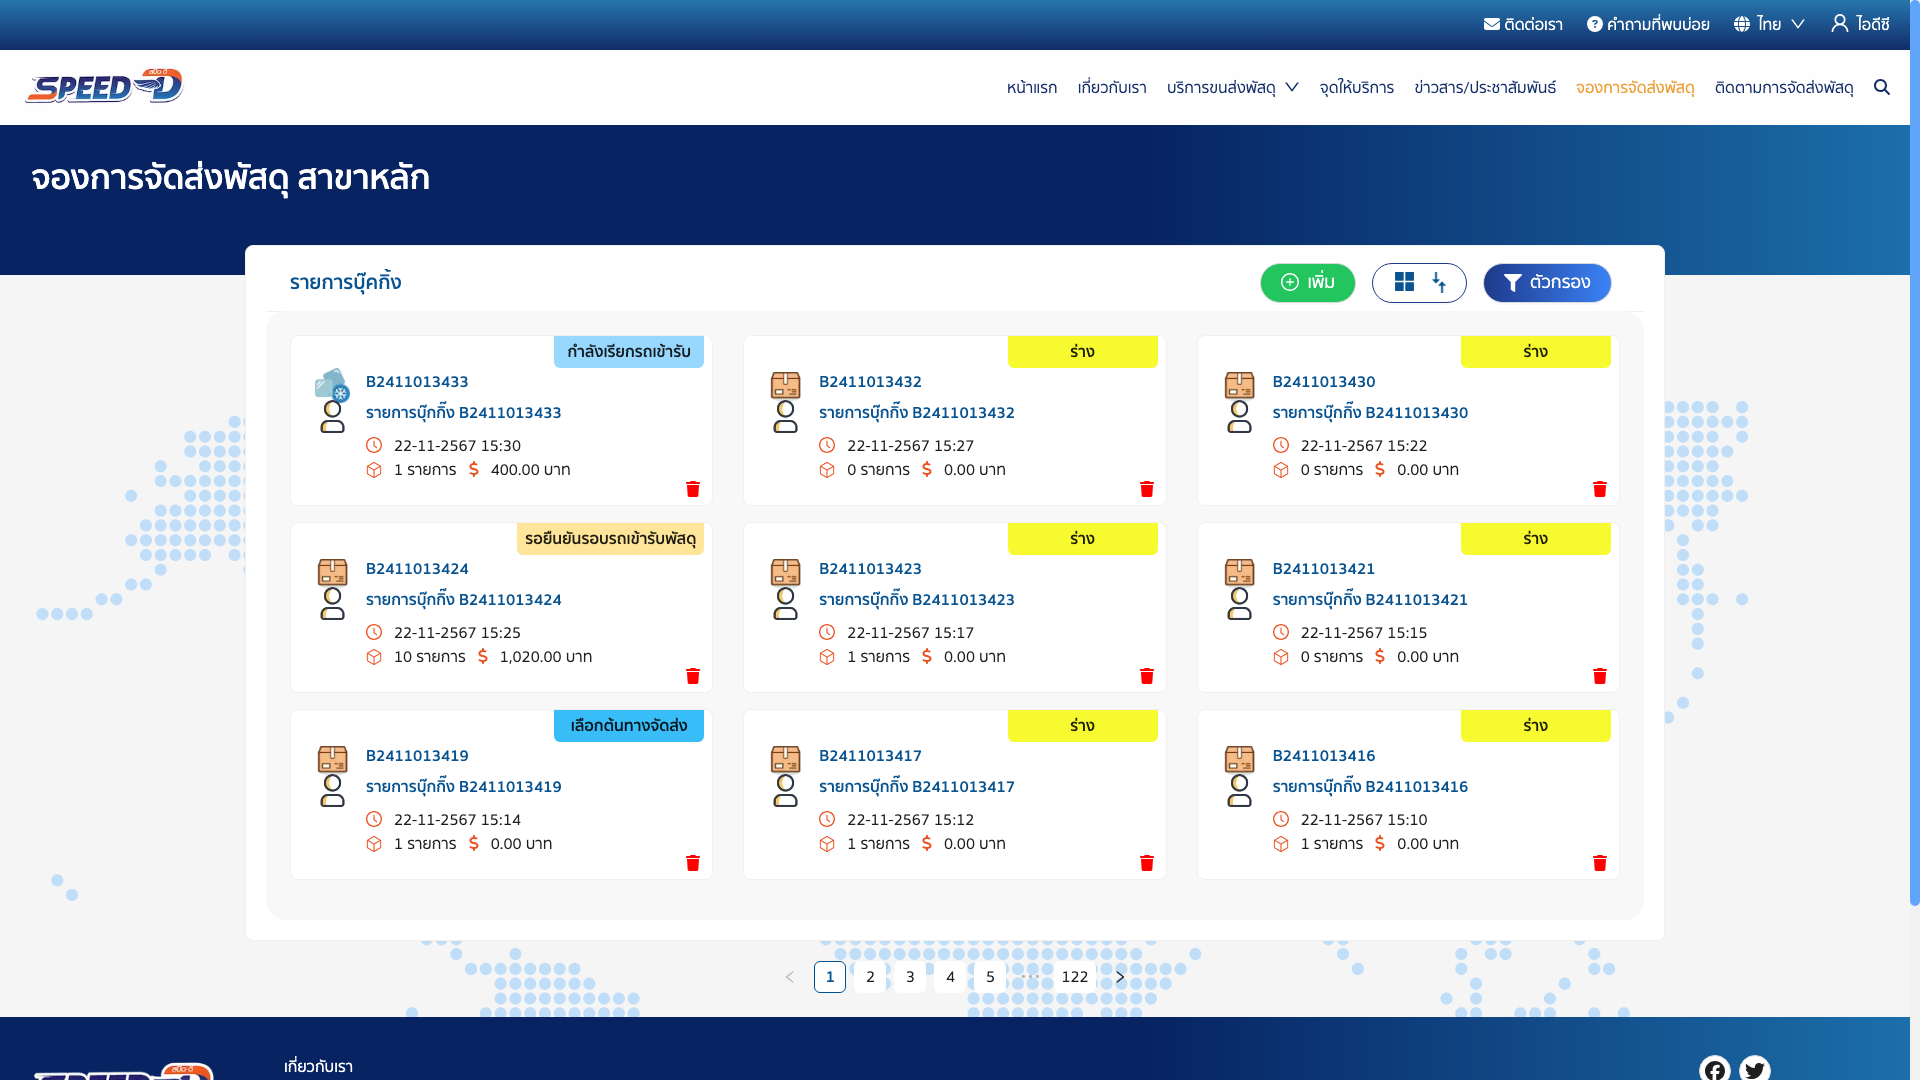 ติดต่อเรา คำถามที่พบบ่อย ไทย ไอดีซี
สปีด-ดี
SPEED-D
หน้าแรก เกี่ยวกับเรา บริการขนส่งพัสดุ จุดให้บริการ ข่าวสาร/ประชาสัมพันธ์ จองการจัดส่งพัสดุ ติดตามการจัดส่งพัสดุ
จองการจัดส่งพัสดุ สาขาหลัก
รายการบุ๊คกิ้ง
เพิ่ม
ตัวกรอง
กำลังเรียกรถเข้ารับ
B2411013433
รายการบุ๊กกิ๊ง B2411013433
22-11-2567 15:30
1 รายการ $ 400.00 บาท
ร่าง
B2411013432
รายการบุ๊กกิ๊ง B2411013432
22-11-2567 15:27
0 รายการ $ 0.00 บาท
ร่าง
B2411013430
รายการบุ๊กกิ๊ง B2411013430
22-11-2567 15:22
0 รายการ $ 0.00 บาท
รอยืนยันรอบรถเข้ารับพัสดุ
B2411013424
รายการบุ๊กกิ๊ง B2411013424
22-11-2567 15:25
10 รายการ $ 1,020.00 บาท
ร่าง
B2411013423
รายการบุ๊กกิ๊ง B2411013423
22-11-2567 15:17
1 รายการ $ 0.00 บาท
ร่าง
B2411013421
รายการบุ๊กกิ๊ง B2411013421
22-11-2567 15:15
0 รายการ $ 0.00 บาท
เลือกต้นทางจัดส่ง
B2411013419
รายการบุ๊กกิ๊ง B2411013419
22-11-2567 15:14
1 รายการ $ 0.00 บาท
ร่าง
B2411013417
รายการบุ๊กกิ๊ง B2411013417
22-11-2567 15:12
1 รายการ $ 0.00 บาท
ร่าง
B2411013416
รายการบุ๊กกิ๊ง B2411013416
22-11-2567 15:10
1 รายการ $ 0.00 บาท
1 2 3 4 5 ••• 122
เกี่ยวกับเรา
สปีด-ดี
SPEED-D